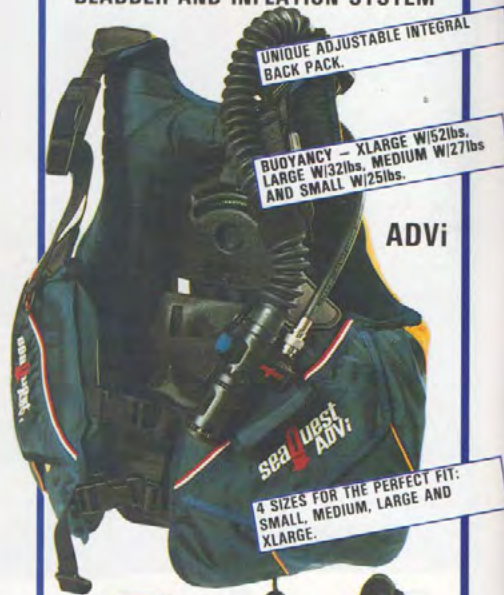 BLADDER AND INFLATION SYSTEM
UNIQUE ADJUSTABLE INTEGRAL
BACK PACK.
BUOYANCY — XLARGE W/52lbs,
LARGE W/32lbs, MEDIUM W/27lbs
AND SMALL W/25lbs.
ADVi
seaQuest
seaQuest
ADVi
4 SIZES FOR THE PERFECT FIT:
SMALL, MEDIUM, LARGE AND
XLARGE.